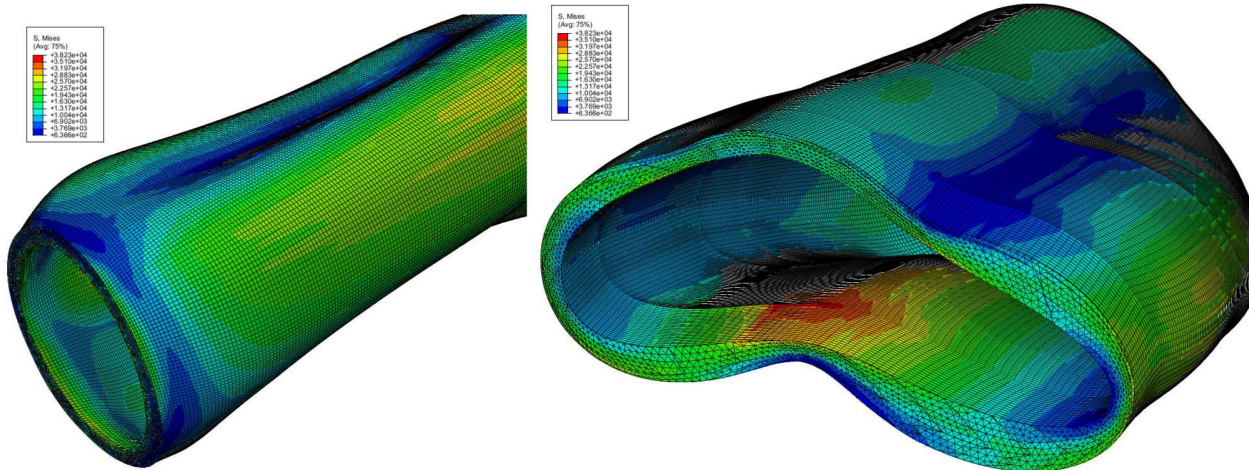 S, Mises
(Avg: 75%)
+3.823e+04
+3.510e+04
+3.197e+04
+2.883e+04
+2.570e+04
+2.257e+04
+1.943e+04
+1.630e+04
+1.317e+04
+1.004e+04
+6.902e+03
+3.769e+03
+6.366e+02
S, Mises
(Avg: 75%)
+3.823e+04
+3.510e+04
+3.197e+04
+2.883e+04
+2.570e+04
+2.257e+04
+1.943e+04
+1.630e+04
+1.317e+04
+1.004e+04
+6.902e+03
+3.769e+03
+6.366e+02